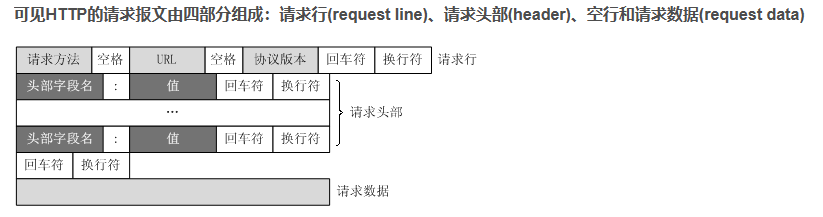 可见HTTP的请求报文由四部分组成：请求行(request line)、请求头部(header)、空行和请求数据(request data)
请求方法 空格 URL 空格 协议版本 回车符 换行符 请求行
头部字段名 : 值 回车符 换行符
… 请求头部
头部字段名 : 值 回车符 换行符
回车符 换行符
请求数据